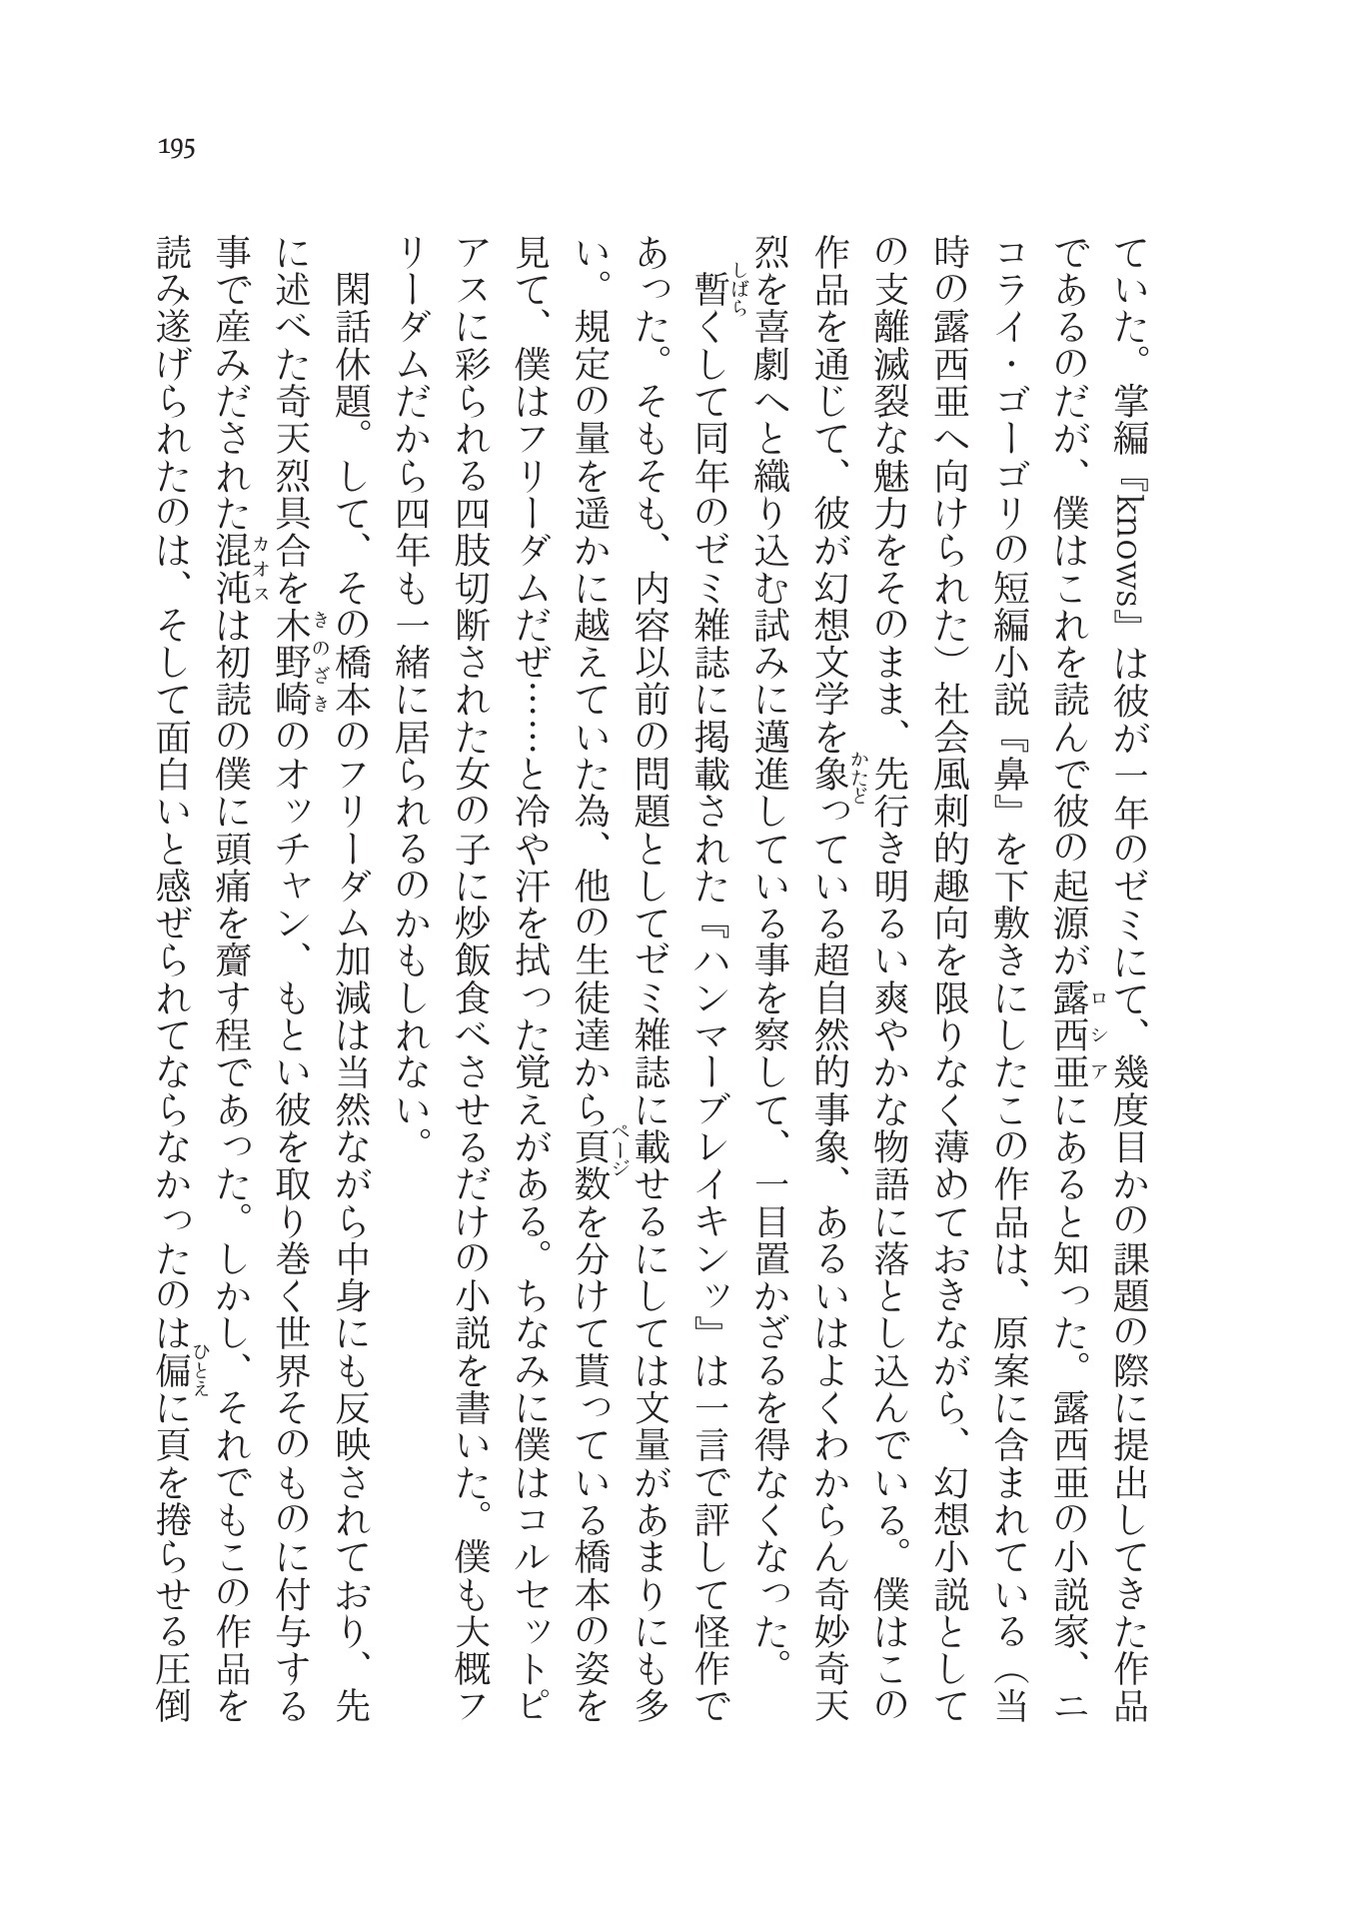 195
ていた。掌編『knows』は彼が一年のゼミにて、幾度目かの課題の際に提出してきた作品
であるのだが、僕はこれを読んで彼の起源が露西亜にあると知った。露西亜の小説家、ニ
コライ・ゴーゴリの短編小説『鼻』を下敷きにしたこの作品は、原案に含まれている（当
時の露西亜へ向けられた）社会風刺的趣向を限りなく薄めておきながら、幻想小説として
の支離滅裂な魅力をそのまま、先行き明るい爽やかな物語に落とし込んでいる。僕はこの
作品を通じて、彼が幻想文学を象っている超自然的事象、あるいはよくわからん奇妙奇天
烈を喜劇へと織り込む試みに邁進している事を察して、一目置かざるを得なくなった。
暫くして同年のゼミ雑誌に掲載された『ハンマーブレイキンッ』は一言で評して怪作で
あった。そもそも、内容以前の問題としてゼミ雑誌に載せるにしては文量があまりにも多
い。規定の量を遥かに越えていた為、他の生徒達から頁数を分けて貰っている橋本の姿を
見て、僕はフリーダムだぜ……と冷や汗を拭った覚えがある。ちなみに僕はコルセットピ
アスに彩られる四肢切断された女の子に炒飯食べさせるだけの小説を書いた。僕も大概フ
リーダムだから四年も一緒に居られるのかもしれない。
閑話休題。して、その橋本のフリーダム加減は当然ながら中身にも反映されており、先
に述べた奇天烈具合を木野崎のオッチャン、もとい彼を取り巻く世界そのものに付与する
事で産みだされた混沌は初読の僕に頭痛を齎す程であった。しかし、それでもこの作品を
読み遂げられたのは、そして面白いと感ぜられてならなかったのは偏に頁を捲らせる圧倒